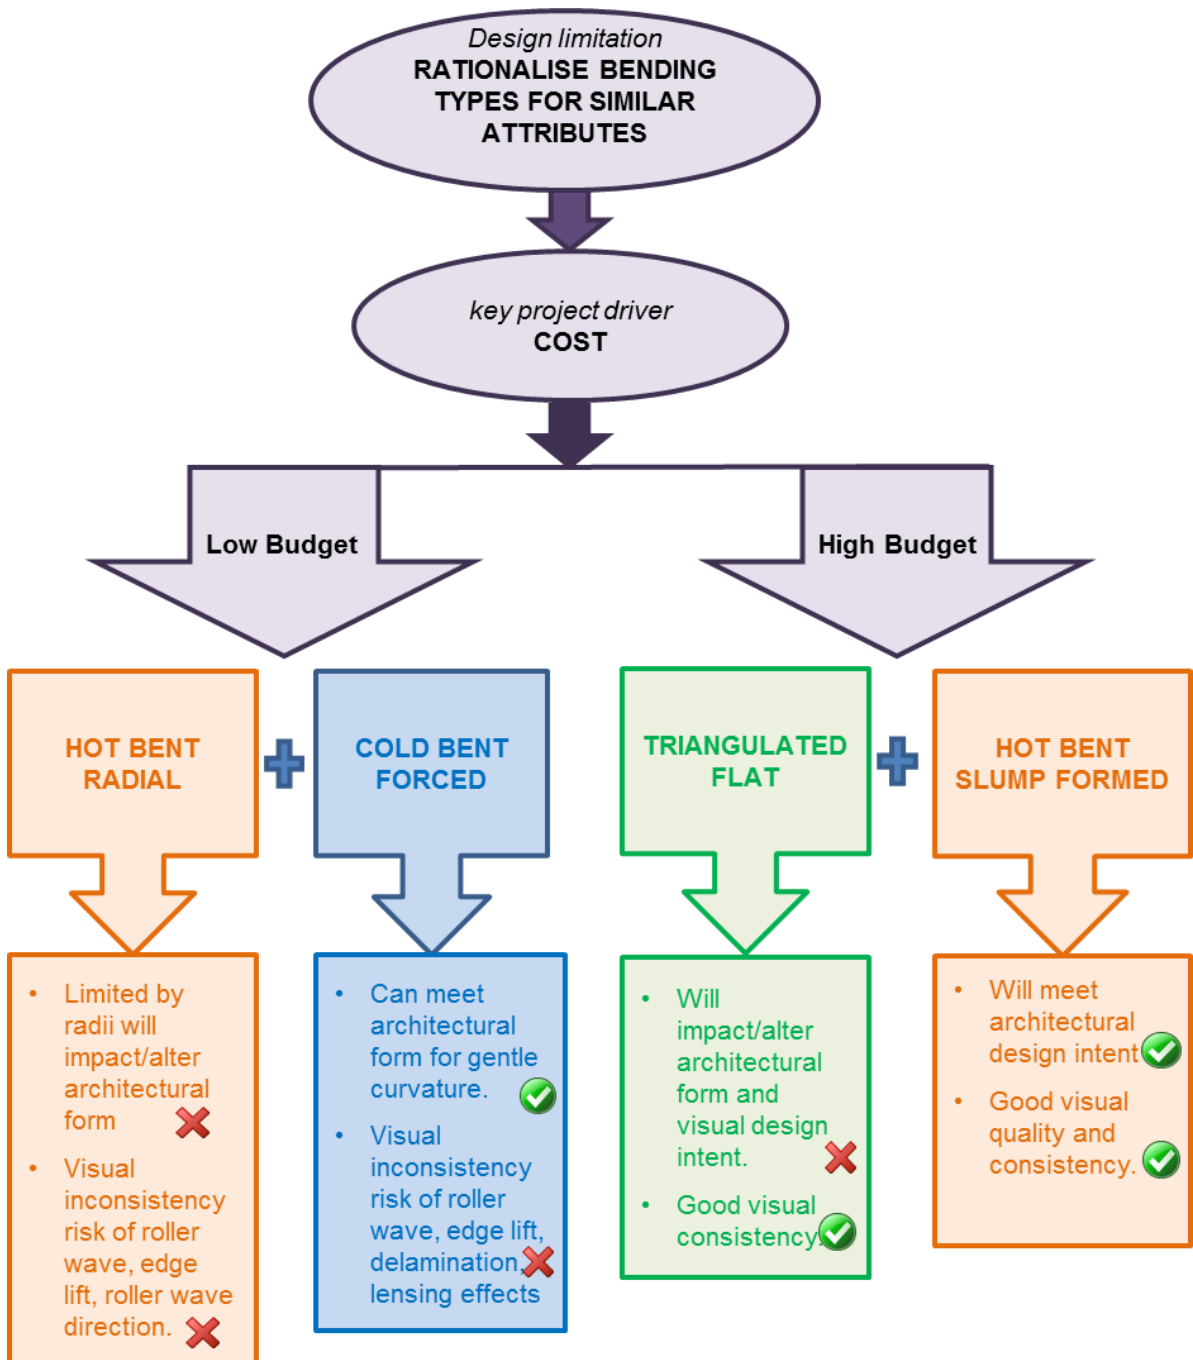 Design limitation
RATIONALISE BENDING
TYPES FOR SIMILAR
ATTRIBUTES
key project driver
COST
Low Budget
High Budget
HOT BENT
RADIAL
COLD BENT
FORCED
TRIANGULATED
FLAT
HOT BENT
SLUMP FORMED
• Limited by
radii will
impact/alter
architectural
form
• Visual
inconsistency
risk of roller
wave, edge
lift, roller wave
direction.
• Can meet
architectural
form for gentle
curvature.
• Visual
inconsistency
risk of roller
wave, edge lift,
delamination,
lensing effects
• Will
impact/alter
architectural
form and
visual design
intent.
• Good visual
consistency.
• Will meet
architectural
design intent
• Good visual
quality and
consistency.